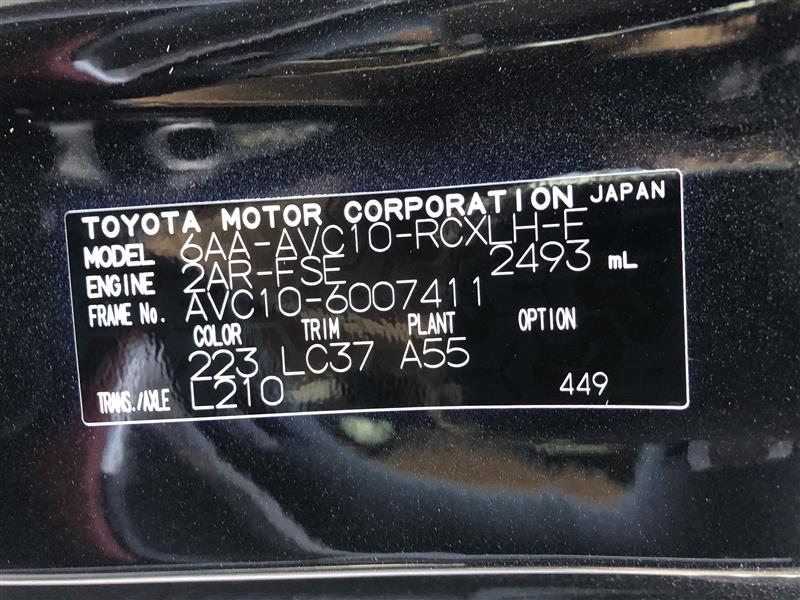 TOYOTA MOTOR CORPORATION JAPAN
MODEL 6AA-AVC10-RCXLH-E
ENGINE 2AR-FSE 2493 mL
FRAME No. AVC10-6007411
COLOR TRIM PLANT OPTION
223 LC37 A55
TRANS./AXLE L210 449